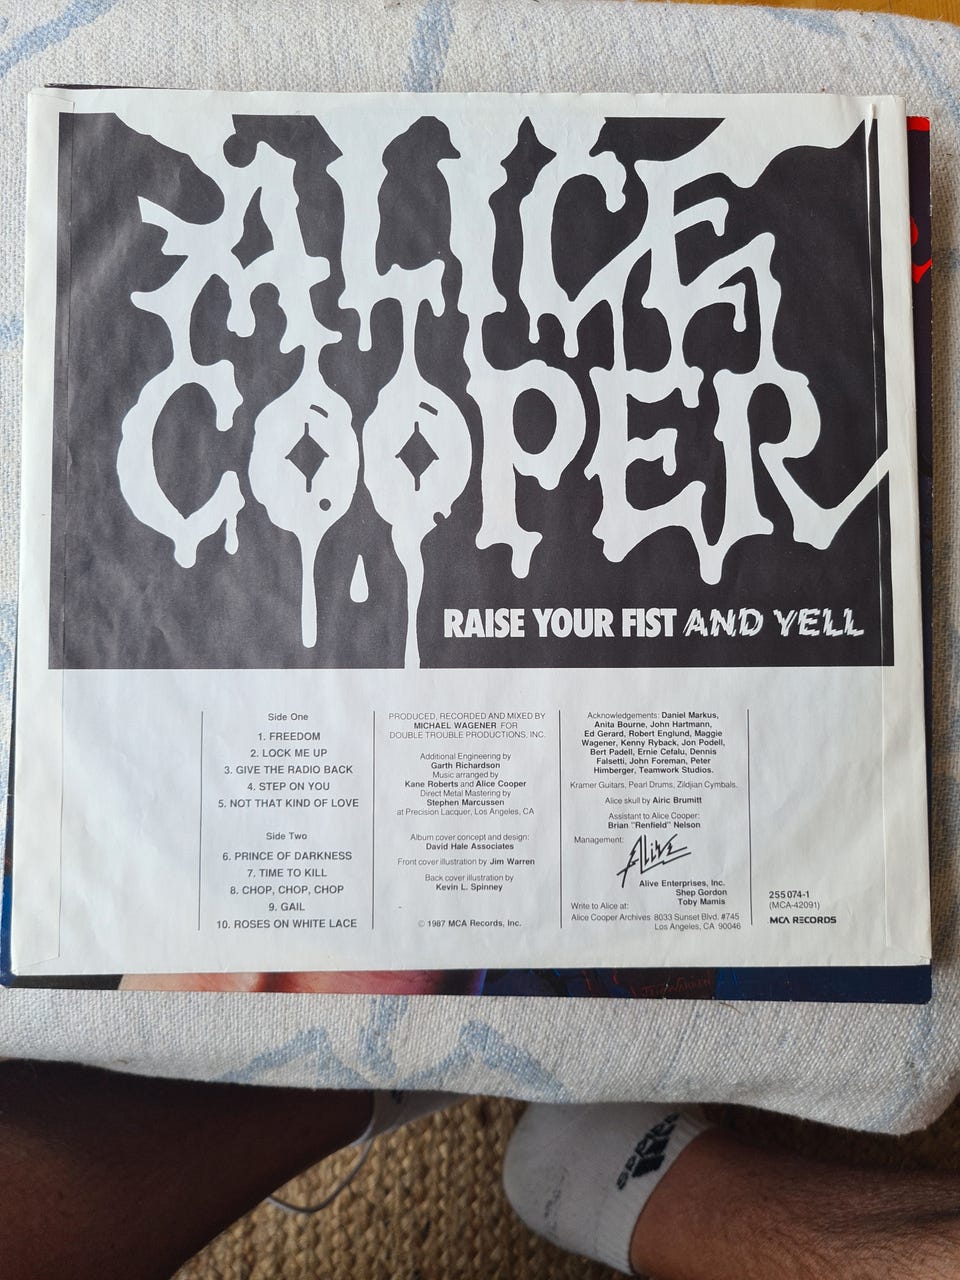 ALICE
COOPER
RAISE YOUR FIST AND YELL
Side One
1. FREEDOM
2. LOCK ME UP
3. GIVE THE RADIO BACK
4. STEP ON YOU
5. NOT THAT KIND OF LOVE
Side Two
6. PRINCE OF DARKNESS
7. TIME TO KILL
8. CHOP, CHOP, CHOP
9. GAIL
10. ROSES ON WHITE LACE
PRODUCED, RECORDED AND MIXED BY
MICHAEL WAGENER FOR
DOUBLE TROUBLE PRODUCTIONS, INC.
Additional Engineering by
Garth Richardson
Music arranged by
Kane Roberts and Alice Cooper
Direct Metal Mastering by
Stephen Marcussen
at Precision Lacquer, Los Angeles, CA
Album cover concept and design:
David Hale Associates
Front cover illustration by Jim Warren
Back cover illustration by
Kevin L. Spinney
© 1987 MCA Records, Inc.
Acknowledgements: Daniel Markus,
Anita Bourne, John Hartmann,
Ed Gerard, Robert Englund, Maggie
Wagener, Kenny Ryback, Jon Podell,
Bert Padell, Ernie Cefalu, Dennis
Falsetti, John Foreman, Peter
Himberger, Teamwork Studios.
Kramer Guitars, Pearl Drums, Zildjian Cymbals.
Alice skull by Airic Brumitt
Assistant to Alice Cooper:
Brian "Renfield" Nelson
Management:
Alive
Alive Enterprises, Inc.
Shep Gordon
Toby Mamis
Write to Alice at:
Alice Cooper Archives 8033 Sunset Blvd. #745
Los Angeles, CA 90046
255 074-1
(MCA-42091)
MCA RECORDS